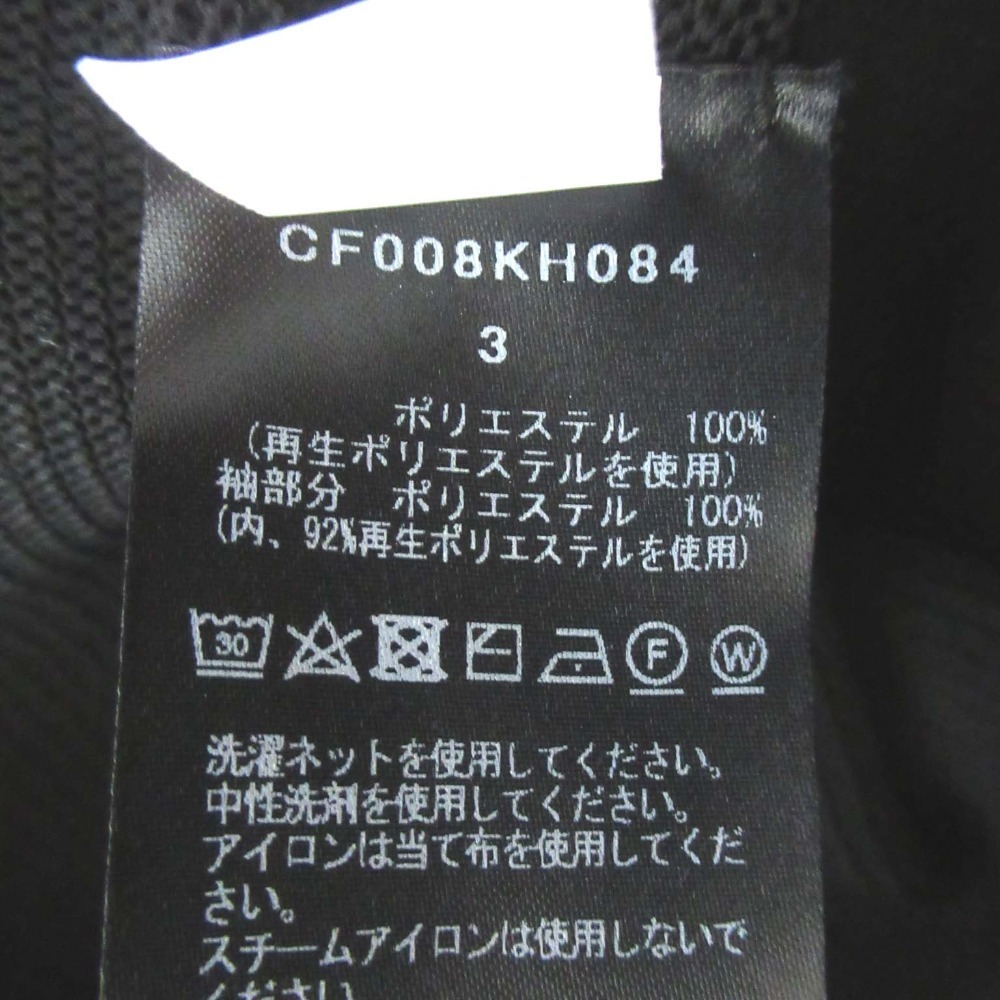 CF008KH084
3
ポリエステル 100%
(再生ポリエステルを使用)
袖部分 ポリエステル 100%
(内、92%再生ポリエステルを使用)
30
F
W
洗濯ネットを使用してください。
中性洗剤を使用してください。
アイロンは当て布を使用してくだ
さい。
スチームアイロンは使用しないで
ください